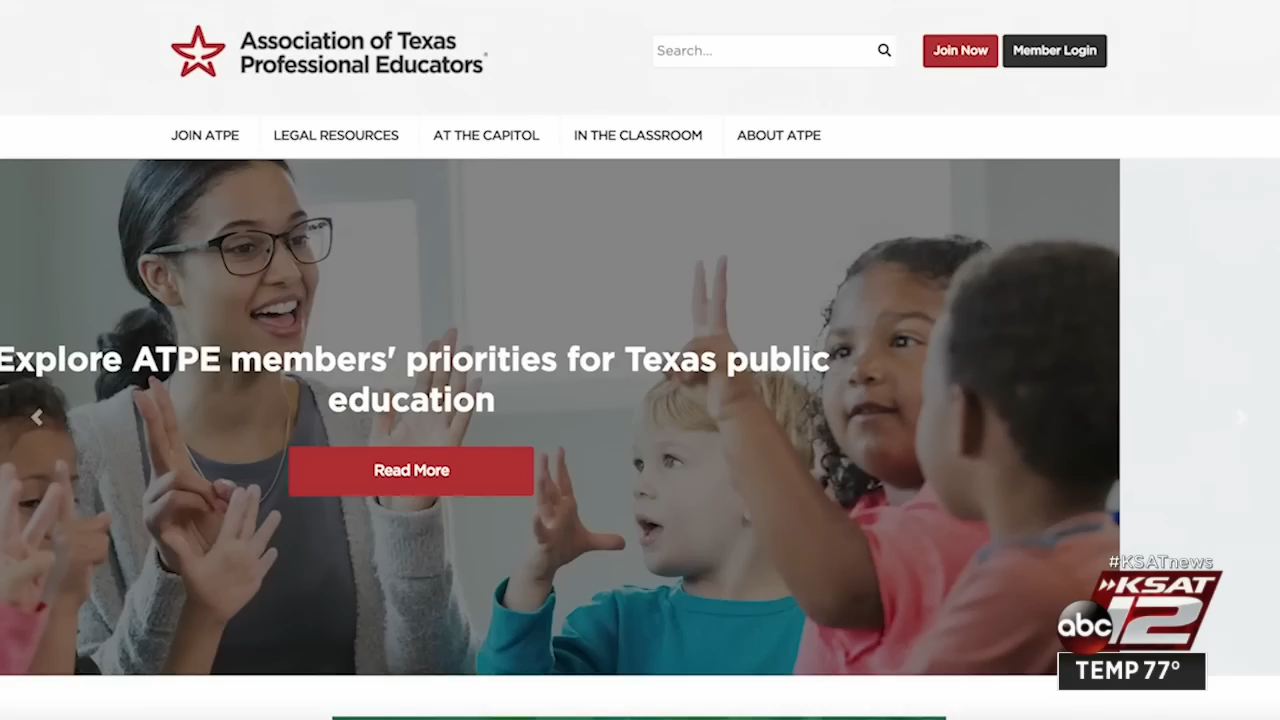 Association of Texas
Professional Educators
Search...
Join Now
Member Login
JOIN ATPE
LEGAL RESOURCES
AT THE CAPITOL
IN THE CLASSROOM
ABOUT ATPE
Explore ATPE members' priorities for Texas public
education
Read More
#KSATnews
KSAT
abc 12
TEMP 77°